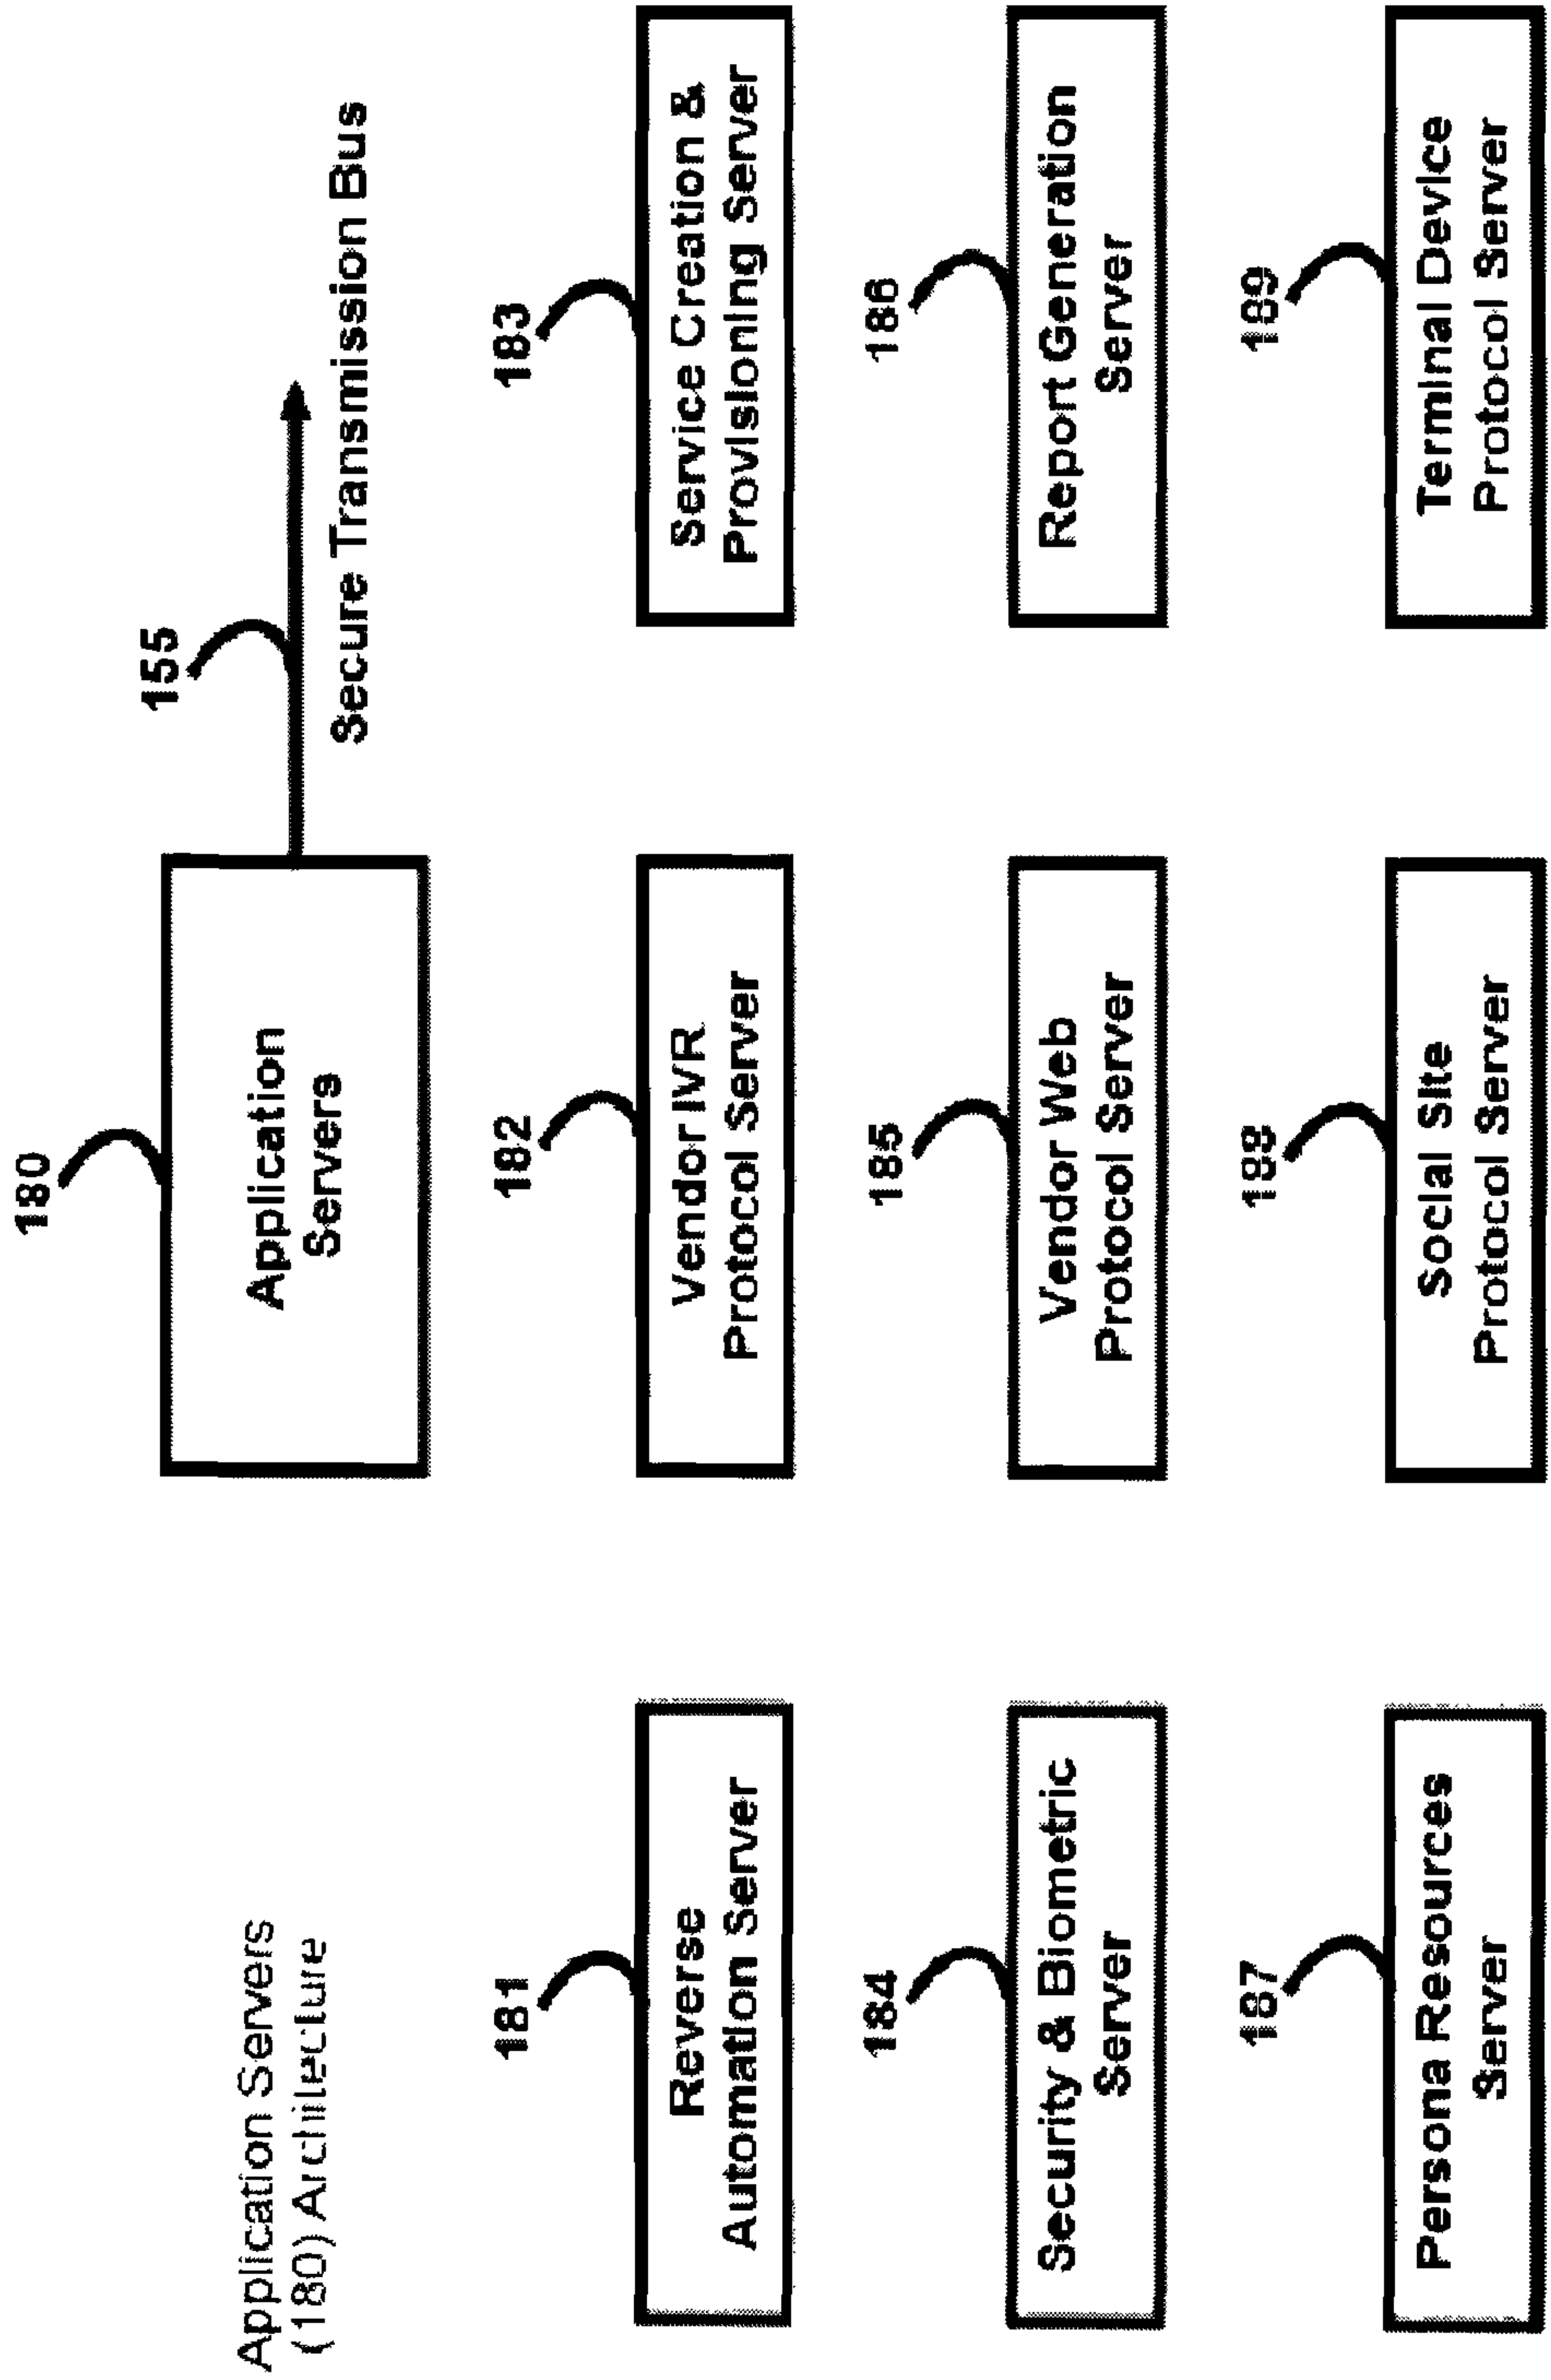 Application Servers
(180) Architecture
180
Application
Servers
155
Secure Transmission Bus
181
Reverse
Automation Server
182
Vendor IVR
Protocol Server
183
Service Creation &
Provisioning Server
184
Security & Biometric
Server
185
Vendor Web
Protocol Server
186
Report Generation
Server
187
Persona Resources
Server
188
Social Site
Protocol Server
189
Terminal Device
Protocol Server